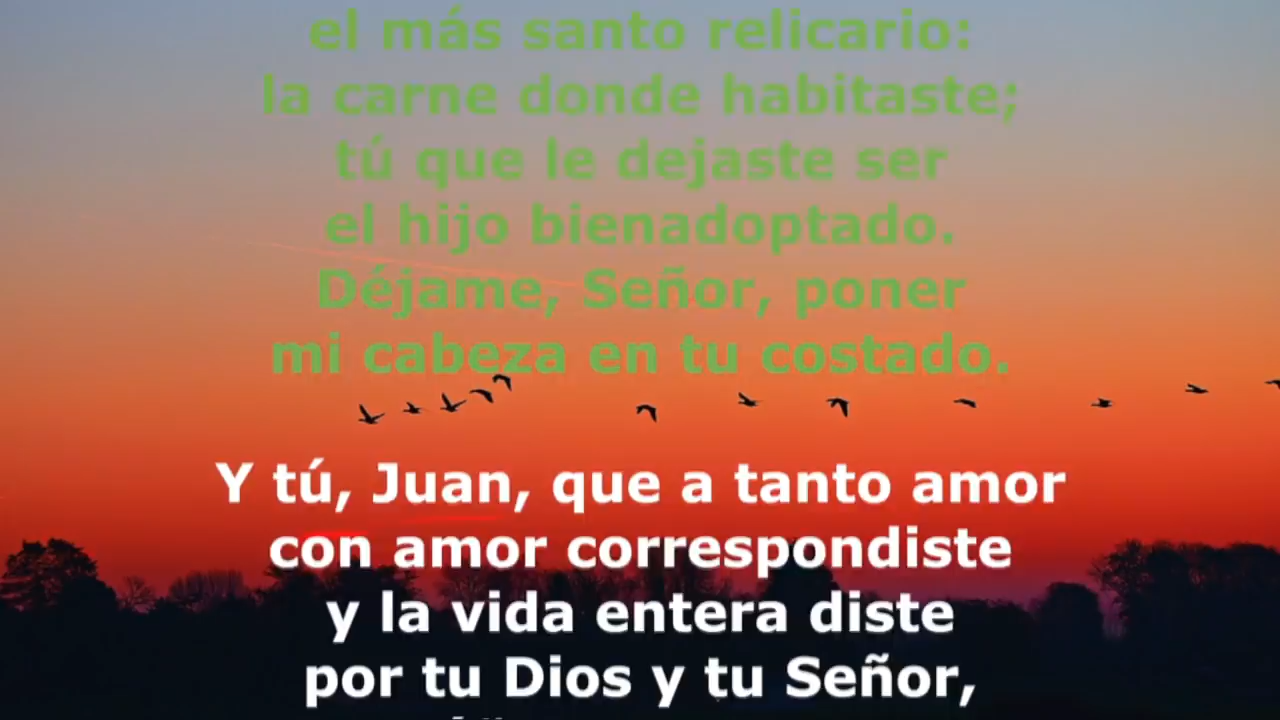 el más santo relicario:
la carne donde habitaste;
tú que le dejaste ser
el hijo bienadoptado.
Déjame, Señor, poner
mi cabeza en tu costado.
Y tú, Juan, que a tanto amor
con amor correspondiste
y la vida entera diste
por tu Dios y tu Señor,